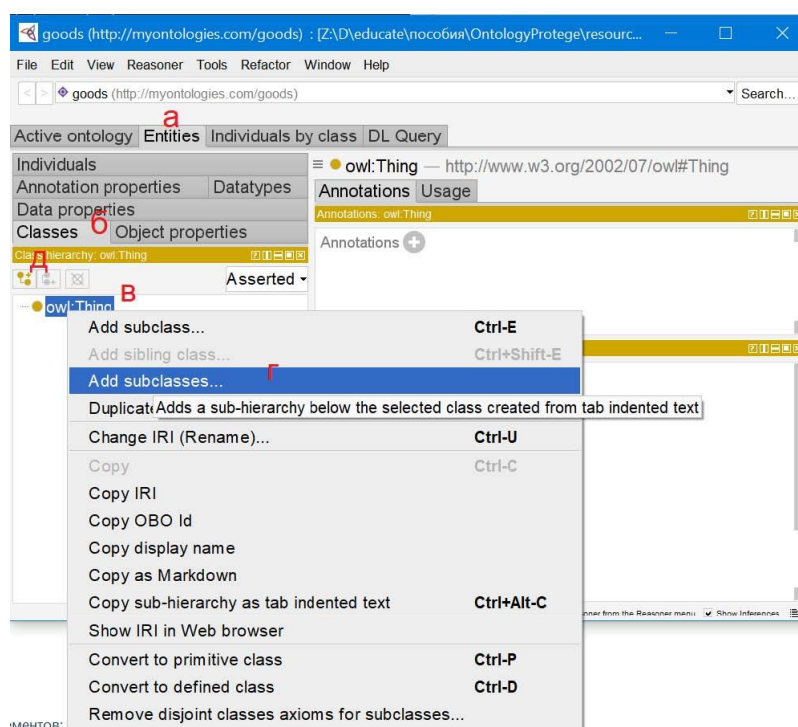 goods (http://myontologies.com/goods) : [Z:\D\educate\пособия\OntologyProtege\resourc...
File Edit View Reasoner Tools Refactor Window Help
< > goods (http://myontologies.com/goods) Search...
а
Active ontology Entities Individuals by class DL Query
Individuals
owl:Thing — http://www.w3.org/2002/07/owl#Thing
Annotation properties Datatypes
Annotations Usage
Data properties
Annotations: owl:Thing
б
Classes Object properties
Annotations
Class hierarchy: owl:Thing
д
Asserted
в
owl:Thing
Add subclass... Ctrl-E
Add sibling class... Ctrl+Shift-E
г
Add subclasses...
Duplicate
Adds a sub-hierarchy below the selected class created from tab indented text
Change IRI (Rename)... Ctrl-U
Copy Ctrl-C
Copy IRI
Copy OBO Id
Copy display name
Copy as Markdown
Copy sub-hierarchy as tab indented text Ctrl+Alt-C
oner from the Reasoner menu Show Inferences
Show IRI in Web browser
Convert to primitive class Ctrl-P
Convert to defined class Ctrl-D
Remove disjoint classes axioms for subclasses...
ементов: